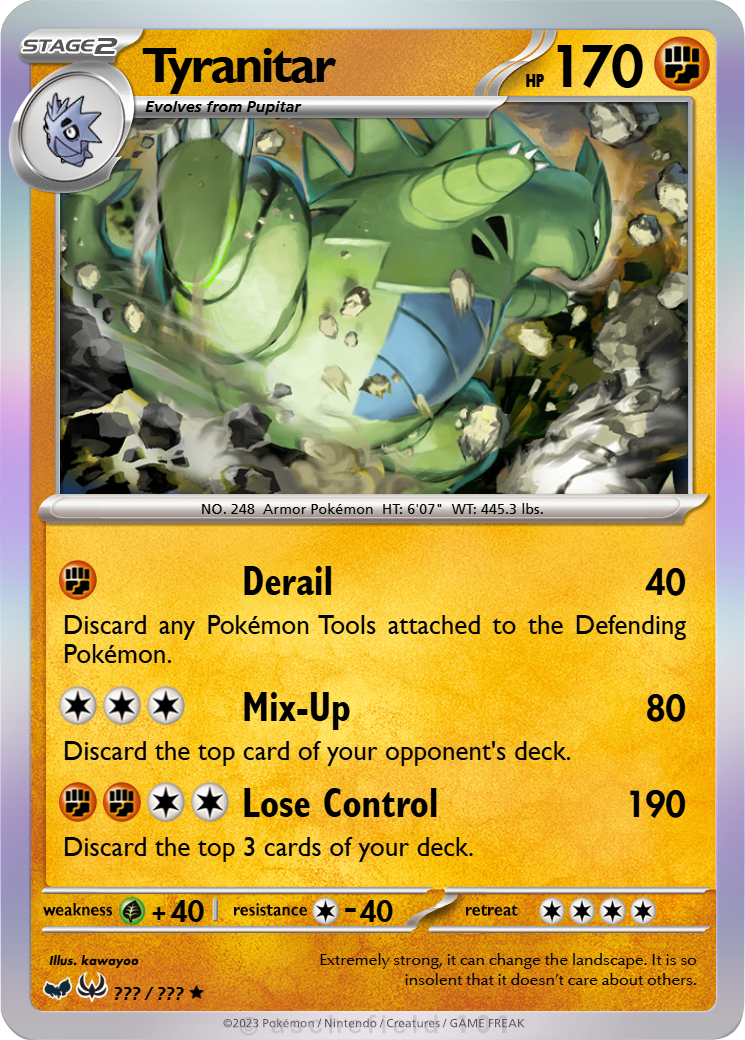 STAGE2
Tyranitar
HP 170
Evolves from Pupitar
NO. 248 Armor Pokémon HT: 6'07" WT: 445.3 lbs.
Derail 40
Discard any Pokémon Tools attached to the Defending
Pokémon.
Mix-Up 80
Discard the top card of your opponent's deck.
Lose Control 190
Discard the top 3 cards of your deck.
weakness +40 resistance -40 retreat
Illus. kawayoo
Extremely strong, it can change the landscape. It is so
insolent that it doesn't care about others.
??? / ??? ★
©2023 Pokémon / Nintendo / Creatures / GAME FREAK